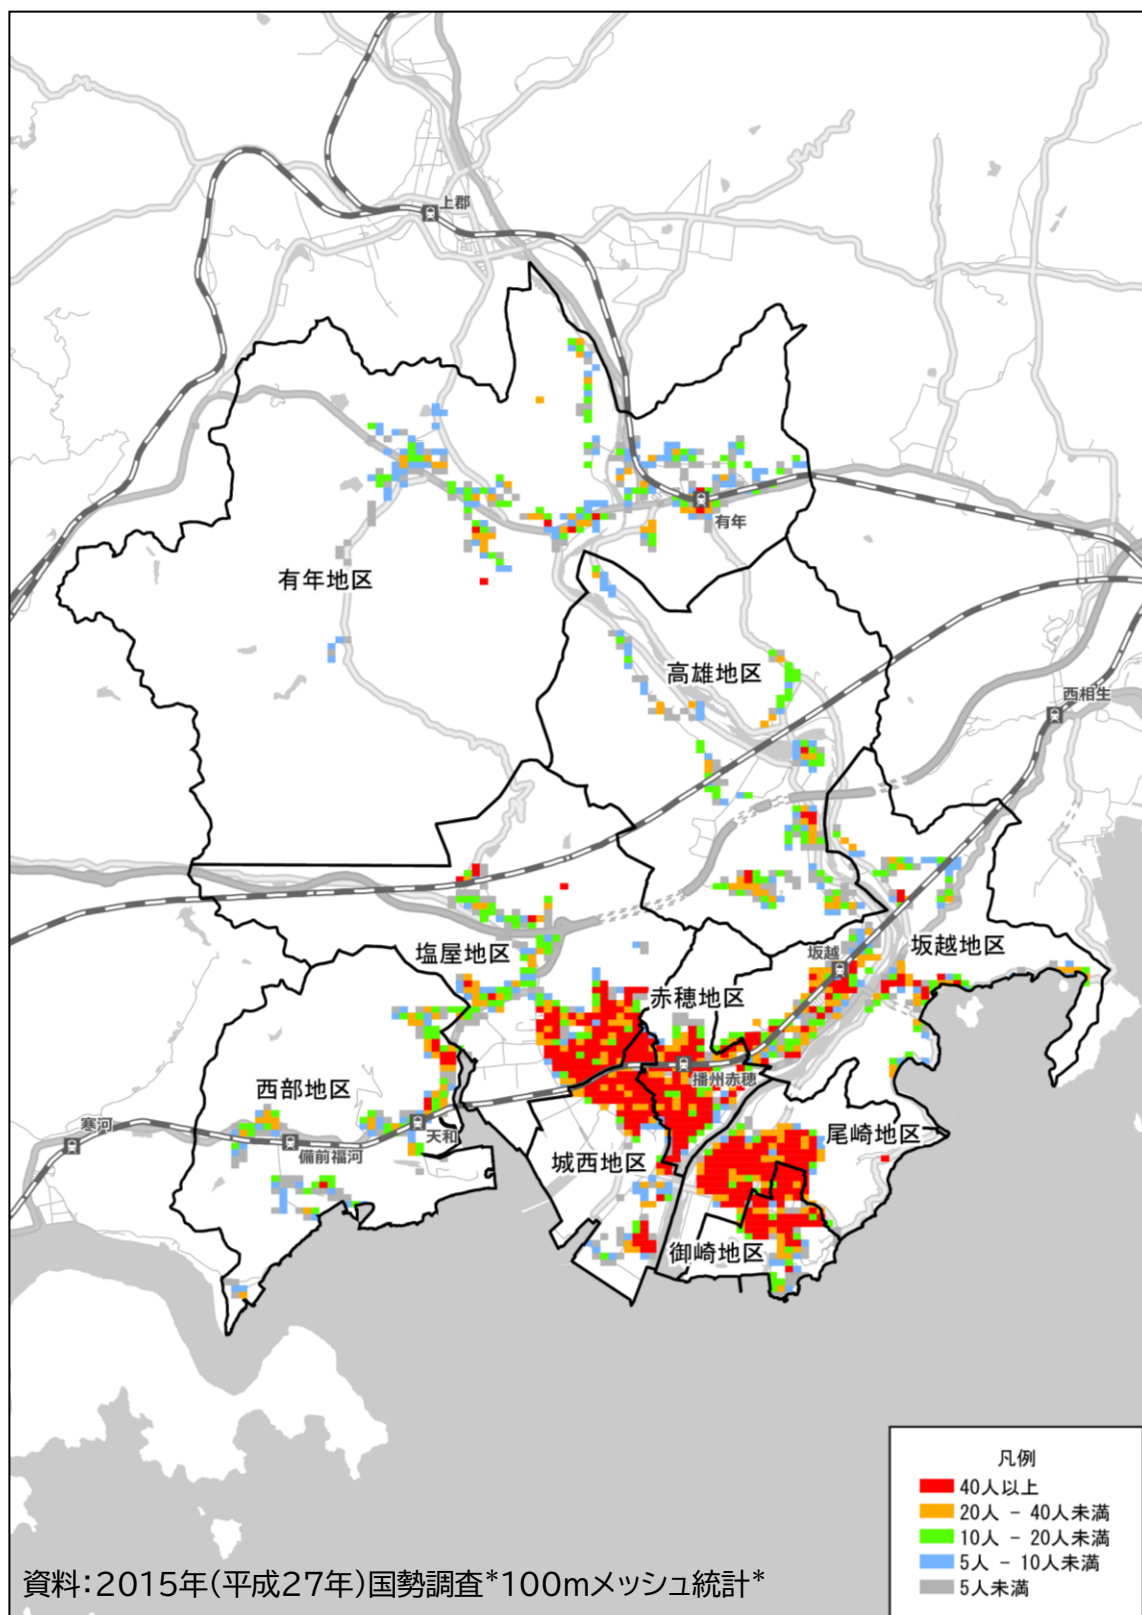 上郡
有年
有年地区
高雄地区
西相生
塩屋地区
坂越
坂越地区
赤穂地区
播州赤穂
西部地区
寒河
備前福河
天和
尾崎地区
城西地区
御崎地区
凡例
40人以上
20人 - 40人未満
10人 - 20人未満
5人 - 10人未満
5人未満
資料：2015年(平成27年)国勢調査*100mメッシュ統計*